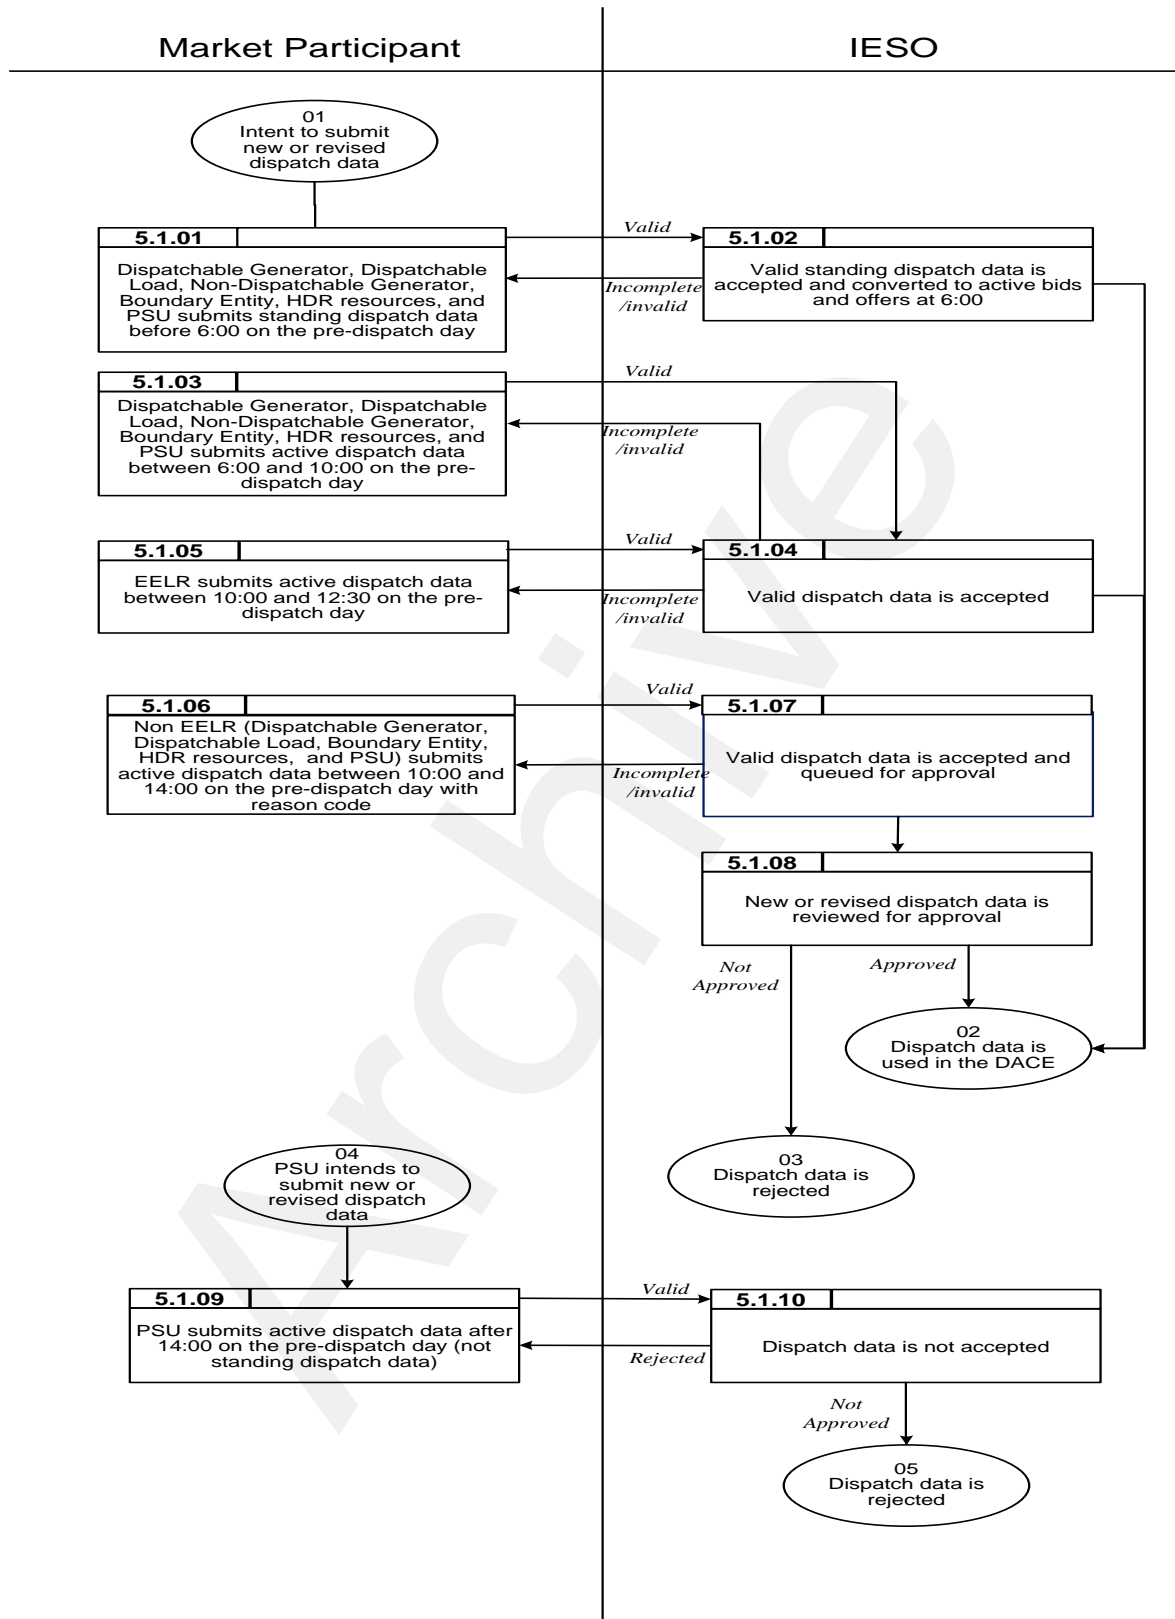 Market Participant
IESO
01
Intent to submit
new or revised
dispatch data
5.1.01
Dispatchable Generator, Dispatchable
Load, Non-Dispatchable Generator,
Boundary Entity, HDR resources, and
PSU submits standing dispatch data
before 6:00 on the pre-dispatch day
Valid
Incomplete
/invalid
5.1.02
Valid standing dispatch data is
accepted and converted to active bids
and offers at 6:00
5.1.03
Dispatchable Generator, Dispatchable
Load, Non-Dispatchable Generator,
Boundary Entity, HDR resources, and
PSU submits active dispatch data
between 6:00 and 10:00 on the pre-
dispatch day
Valid
Incomplete
/invalid
5.1.05
EELR submits active dispatch data
between 10:00 and 12:30 on the pre-
dispatch day
Valid
Incomplete
/invalid
5.1.04
Valid dispatch data is accepted
5.1.06
Non EELR (Dispatchable Generator,
Dispatchable Load, Boundary Entity,
HDR resources, and PSU) submits
active dispatch data between 10:00 and
14:00 on the pre-dispatch day with
reason code
Valid
Incomplete
/invalid
5.1.07
Valid dispatch data is accepted and
queued for approval
5.1.08
New or revised dispatch data is
reviewed for approval
Not
Approved
Approved
02
Dispatch data is
used in the DACE
03
Dispatch data is
rejected
04
PSU intends to
submit new or
revised dispatch
data
5.1.09
PSU submits active dispatch data after
14:00 on the pre-dispatch day (not
standing dispatch data)
Valid
Rejected
5.1.10
Dispatch data is not accepted
Not
Approved
05
Dispatch data is
rejected
Archive